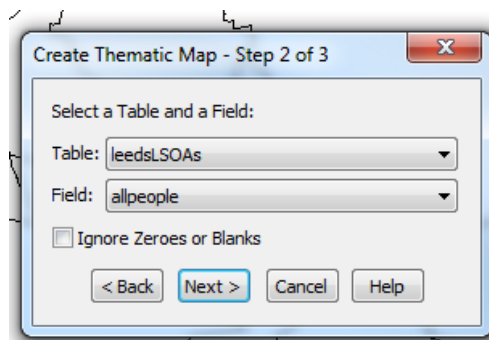 Create Thematic Map - Step 2 of 3
Select a Table and a Field:
Table: leedsLSOAs
Field: allpeople
Ignore Zeroes or Blanks
< Back Next > Cancel Help